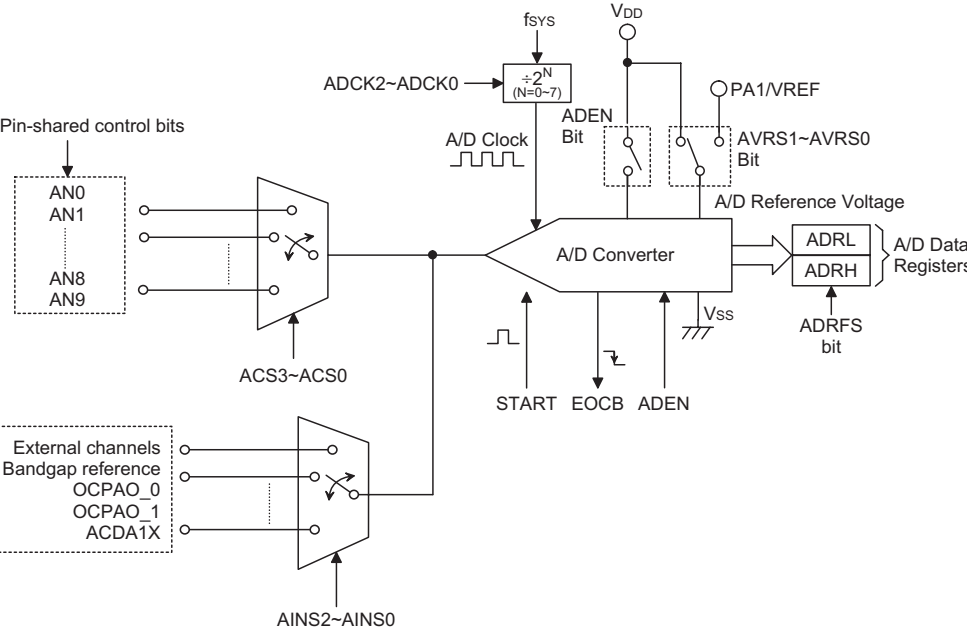 fSYS
VDD
ADCK2~ADCK0
÷2^N
(N=0~7)
PA1/VREF
ADEN
Bit
AVRS1~AVRS0
Bit
Pin-shared control bits
A/D Clock
AN0
AN1
AN8
AN9
A/D Reference Voltage
A/D Converter
ADRL
ADRH
A/D Data
Registers
VSS
ADRFS
bit
ACS3~ACS0
START
EOCB
ADEN
External channels
Bandgap reference
OCPAO_0
OCPAO_1
ACDA1X
AINS2~AINS0